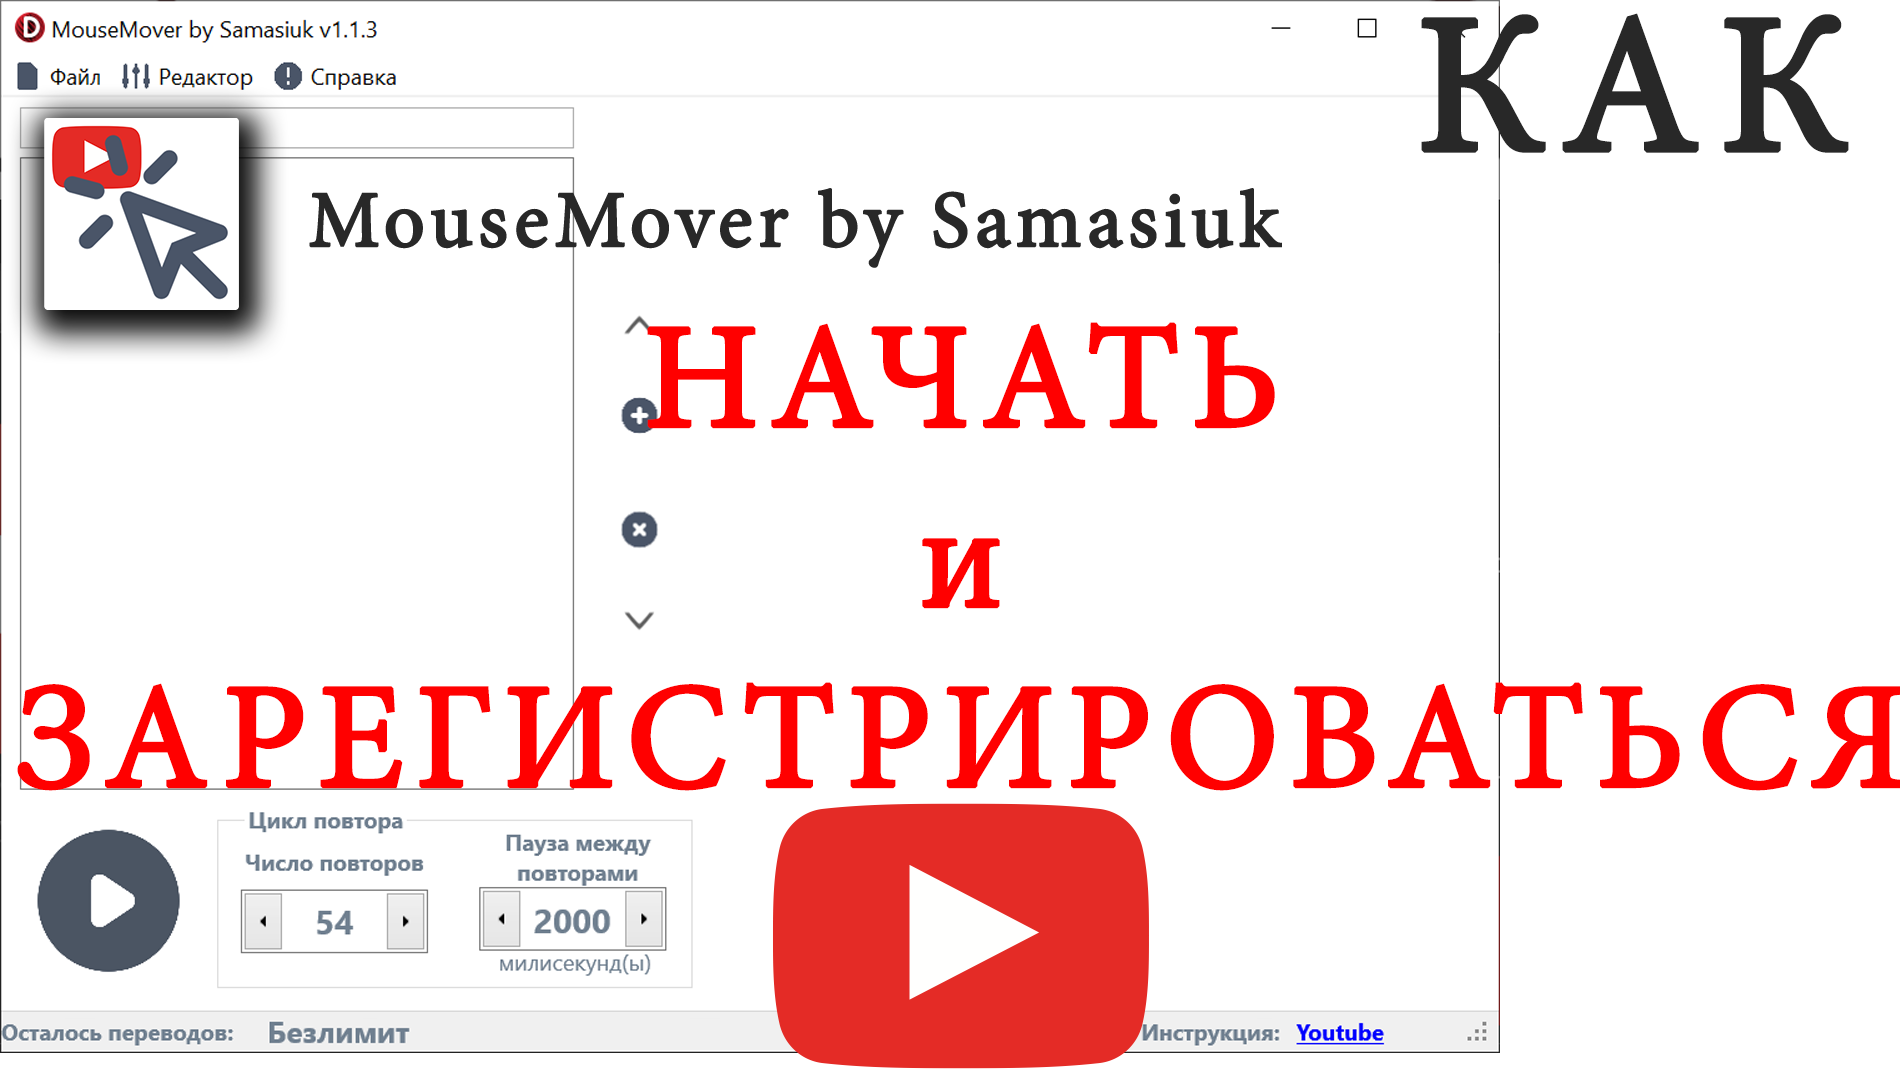 MouseMover by Samasiuk v1.1.3
КАК
Файл Редактор Справка
MouseMover by Samasiuk
НАЧАТЬ
и
ЗАРЕГИСТРИРОВАТЬСЯ
Цикл повтора
Число повторов
54
Пауза между
повторами
2000
милисекунд(ы)
Осталось переводов: Безлимит
Инструкция: Youtube